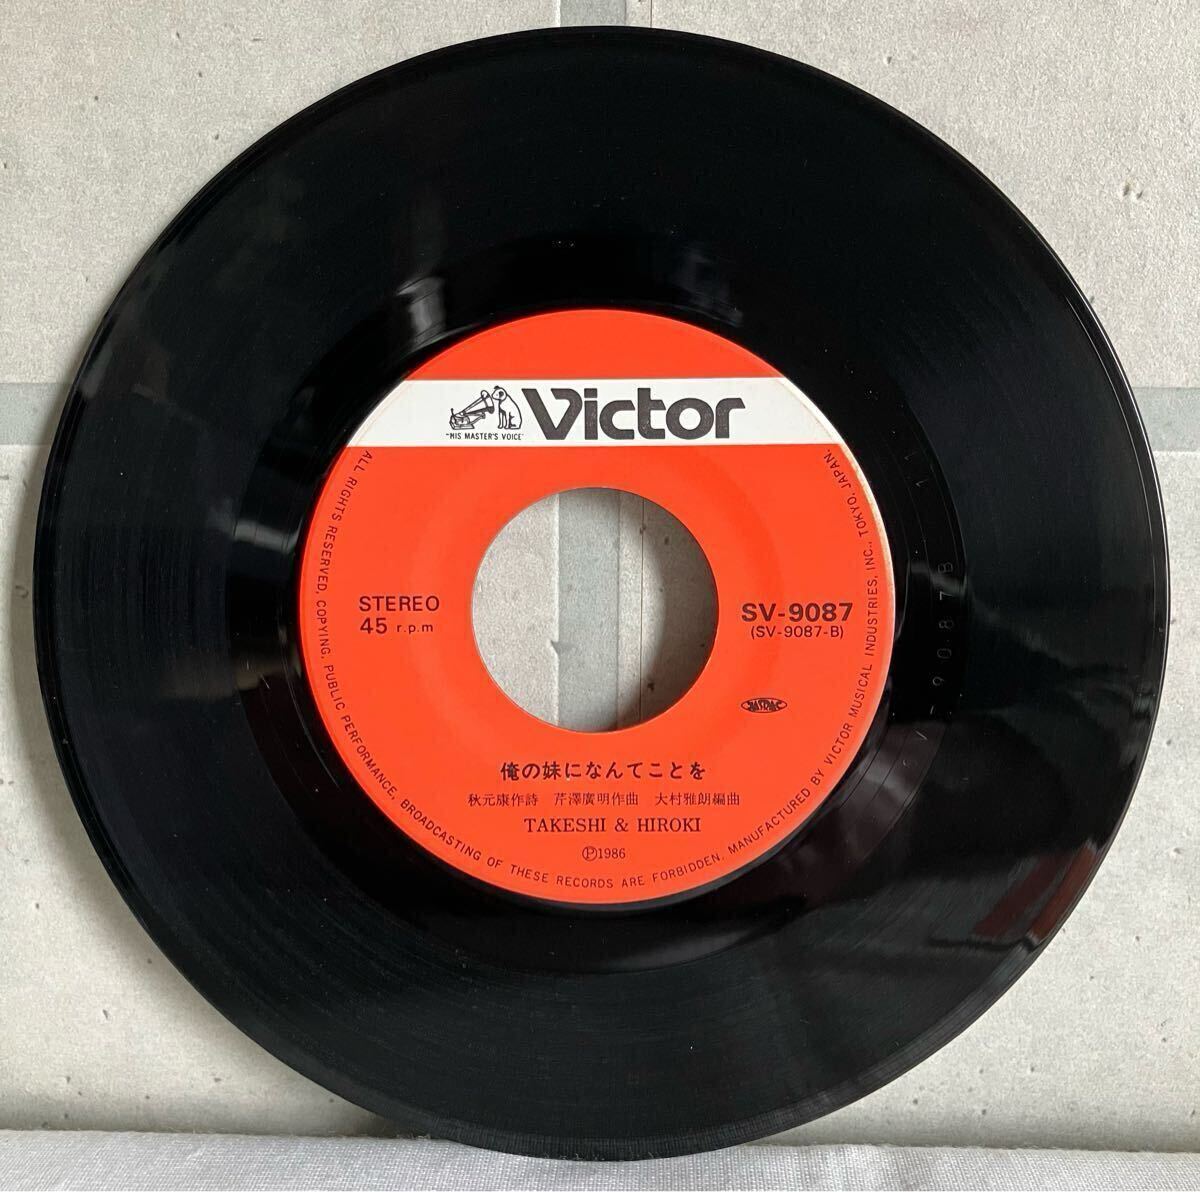 "HIS MASTER'S VOICE"
Victor
STEREO
45 r.p.m
SV-9087
(SV-9087-B)
JASRAC
俺の妹になんてことを
秋元康作詩 芹澤廣明作曲 大村雅朗編曲
TAKESHI & HIROKI
Ⓟ1986
ALL RIGHTS RESERVED, COPYING, PUBLIC PERFORMANCE, BROADCASTING OF THESE RECORDS ARE FORBIDDEN, MANUFACTURED BY VICTOR MUSICAL INDUSTRIES, INC., TOKYO, JAPAN.